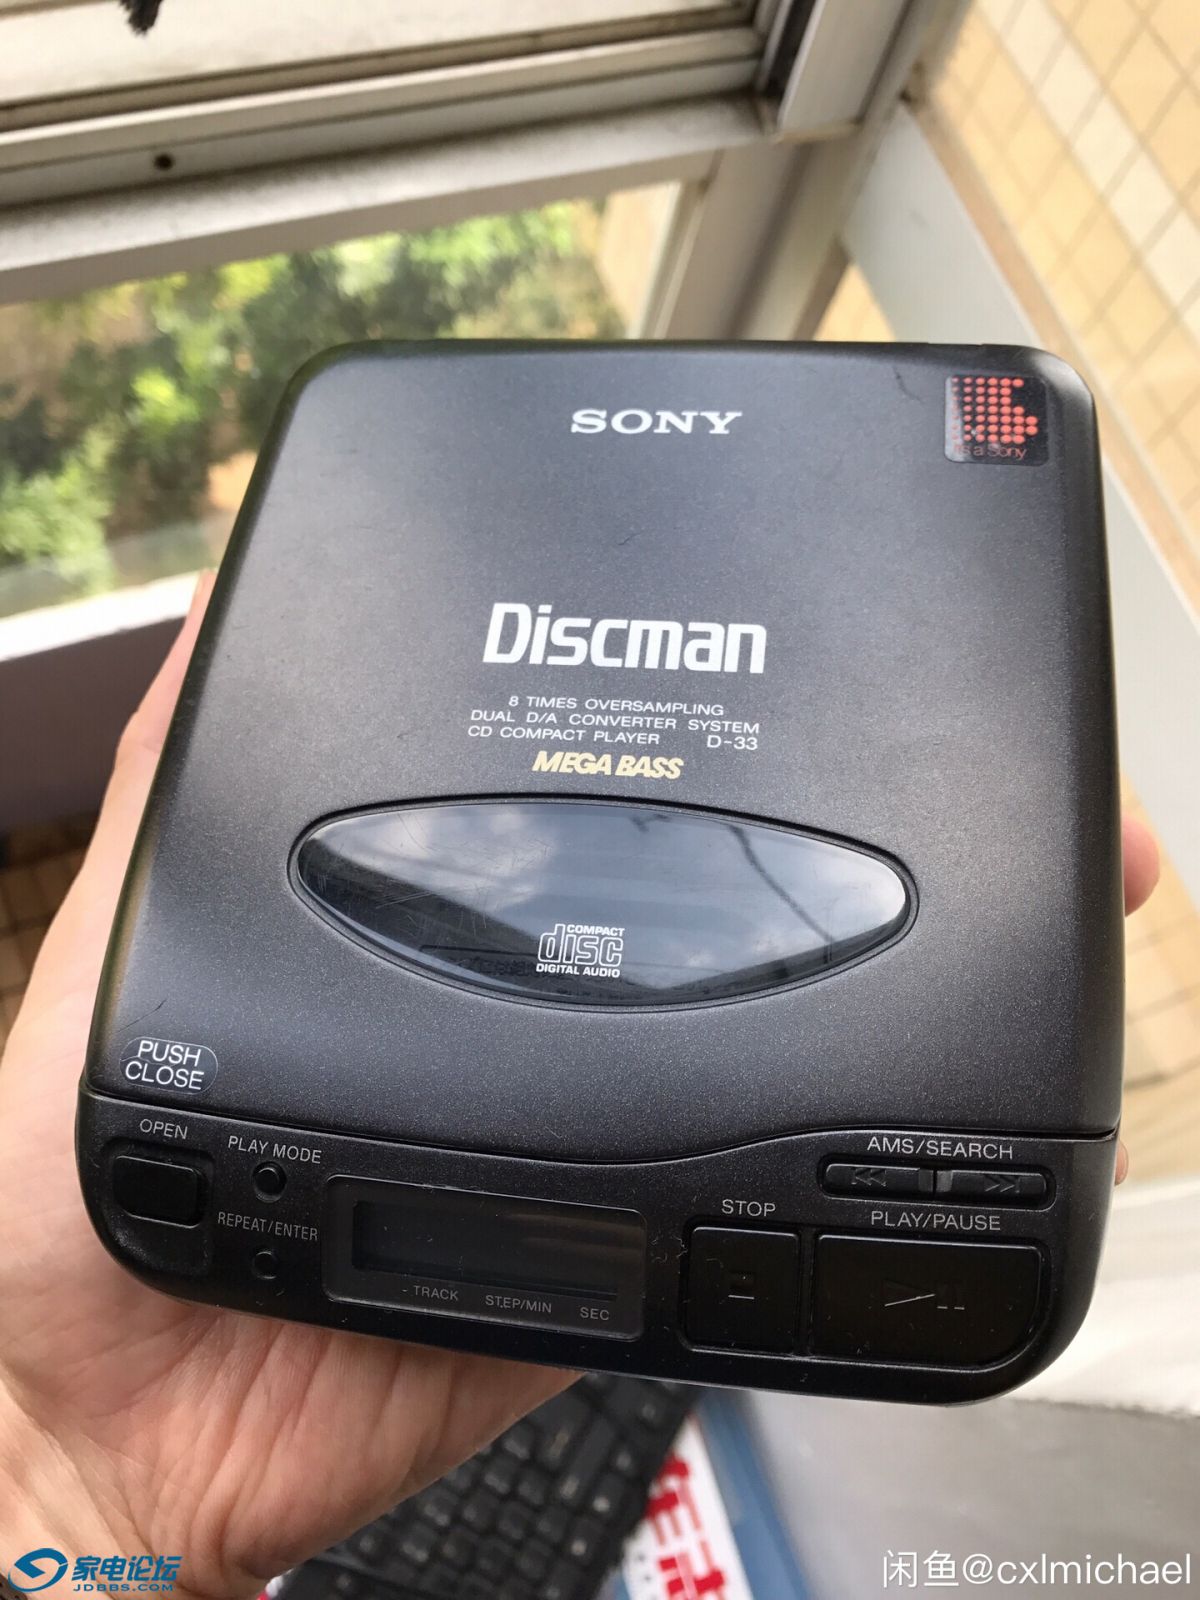 SONY
It's a Sony
Discman
8 TIMES OVERSAMPLING
DUAL D/A CONVERTER SYSTEM
CD COMPACT PLAYER D-33
MEGA BASS
COMPACT
disc
DIGITAL AUDIO
PUSH
CLOSE
OPEN
PLAY MODE
REPEAT/ENTER
TRACK STEP/MIN SEC
AMS/SEARCH
STOP
PLAY/PAUSE
家电论坛
JDBBS.COM
闲鱼@cxlmichael